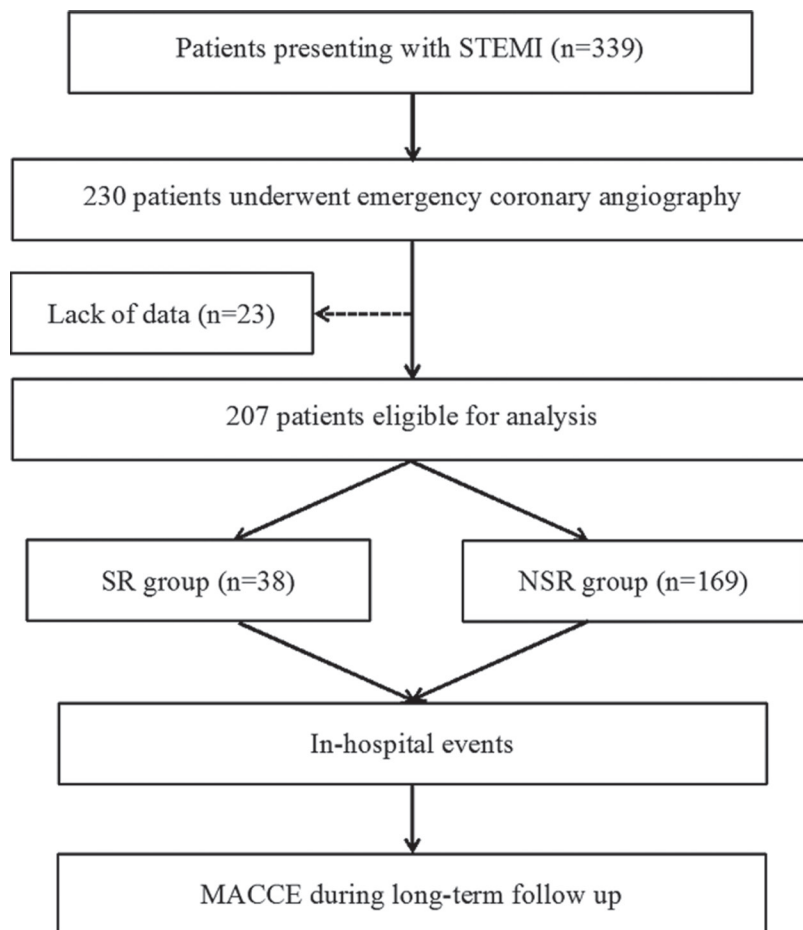 Patients presenting with STEMI (n=339)
230 patients underwent emergency coronary angiography
Lack of data (n=23)
207 patients eligible for analysis
SR group (n=38)
NSR group (n=169)
In-hospital events
MACCE during long-term follow up